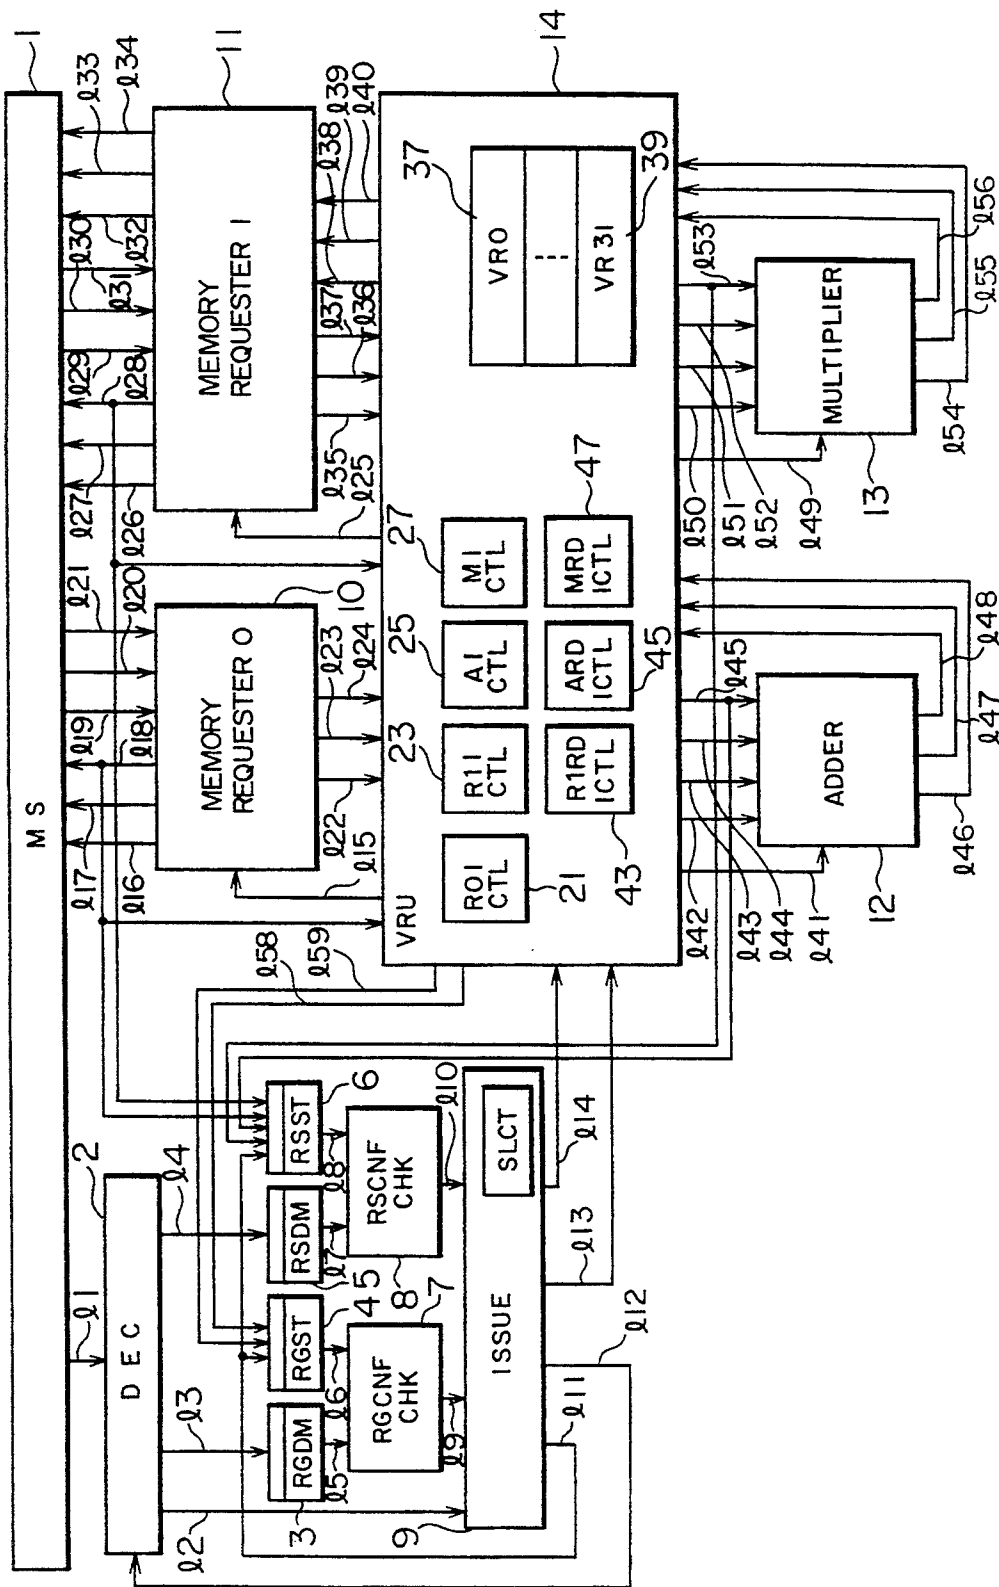 1
MS
l1
2
DEC
l2
l3
l4
RGDM
3
RGST
4
RSDM
5
RSST
6
l5
l6
l7
l8
RGCNF
CHK
7
RSCNF
CHK
8
l9
l10
9
ISSUE
SLCT
l11
l12
l13
l14
l58
l59
l17
l16
l18
l19
l20
l21
MEMORY
REQUESTER 0
10
l15
l22
l23
l24
l27
l26
l28
l29
l30
l31
l32
l33
l34
MEMORY
REQUESTER 1
11
l25
l35
l36
l37
l38
l39
l40
VRU
14
R0I
CTL
21
R1I
CTL
23
AI
CTL
25
MI
CTL
27
R1RD
ICTL
43
ARD
ICTL
45
MRD
ICTL
47
37
VR0
VR31
39
l42
l43
l44
l41
l45
ADDER
12
l46
l47
l48
l50
l51
l52
l49
l53
MULTIPLIER
13
l54
l55
l56